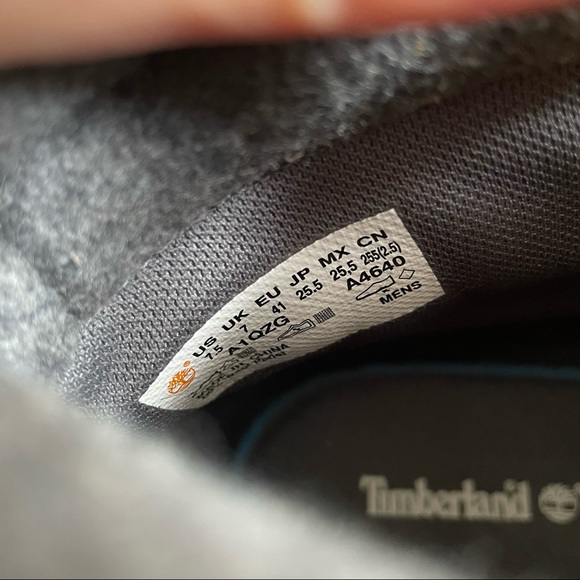 US UK EU JP MX CN
7.5 7 41 25.5 25.5 255(2.5)
A1QZG A4640
MENS
Timberland